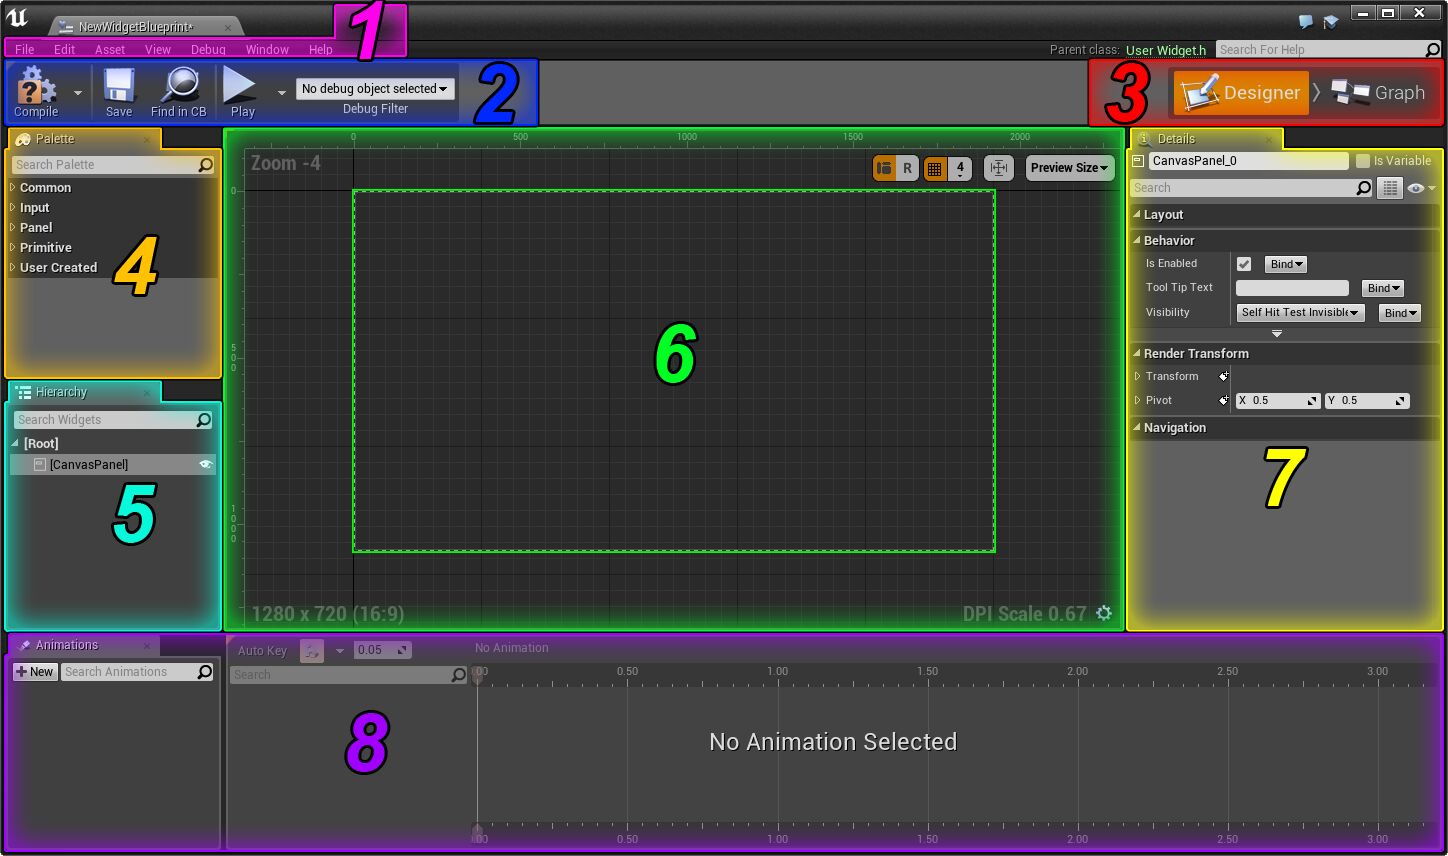 NewWidgetBlueprint*
1
File Edit Asset View Debug Window Help
Parent class: User Widget.h Search For Help
Compile Save Find in CB Play
No debug object selected
Debug Filter
2
3
Designer Graph
Palette
Search Palette
Common
Input
Panel
Primitive
User Created
4
Hierarchy
Search Widgets
[Root]
[CanvasPanel]
5
0 500 1000 1500 2000
Zoom -4
R 4 Preview Size
0
500
1000
6
1280 x 720 (16:9)
DPI Scale 0.67
Details
CanvasPanel_0 Is Variable
Search
Layout
Behavior
Is Enabled Bind
Tool Tip Text Bind
Visibility Self Hit Test Invisible Bind
Render Transform
Transform
Pivot X 0.5 Y 0.5
Navigation
7
Animations
New Search Animations
Auto Key 0.05 No Animation
Search
0.50 1.00 1.50 2.00 2.50 3.00
8
No Animation Selected
0.50 1.00 1.50 2.00 2.50 3.00